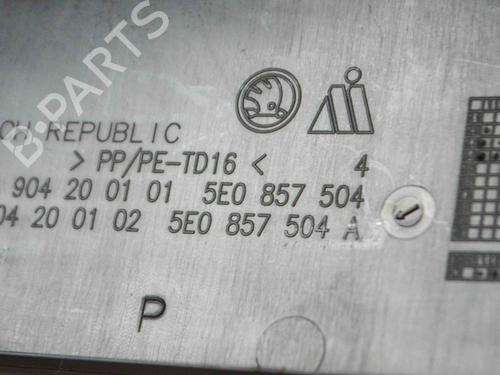 B-PARTS
CH REPUBLIC
> PP/PE-TD16 < 4
904 20 01 01 5E0 857 504
04 20 01 02 5E0 857 504 A
P